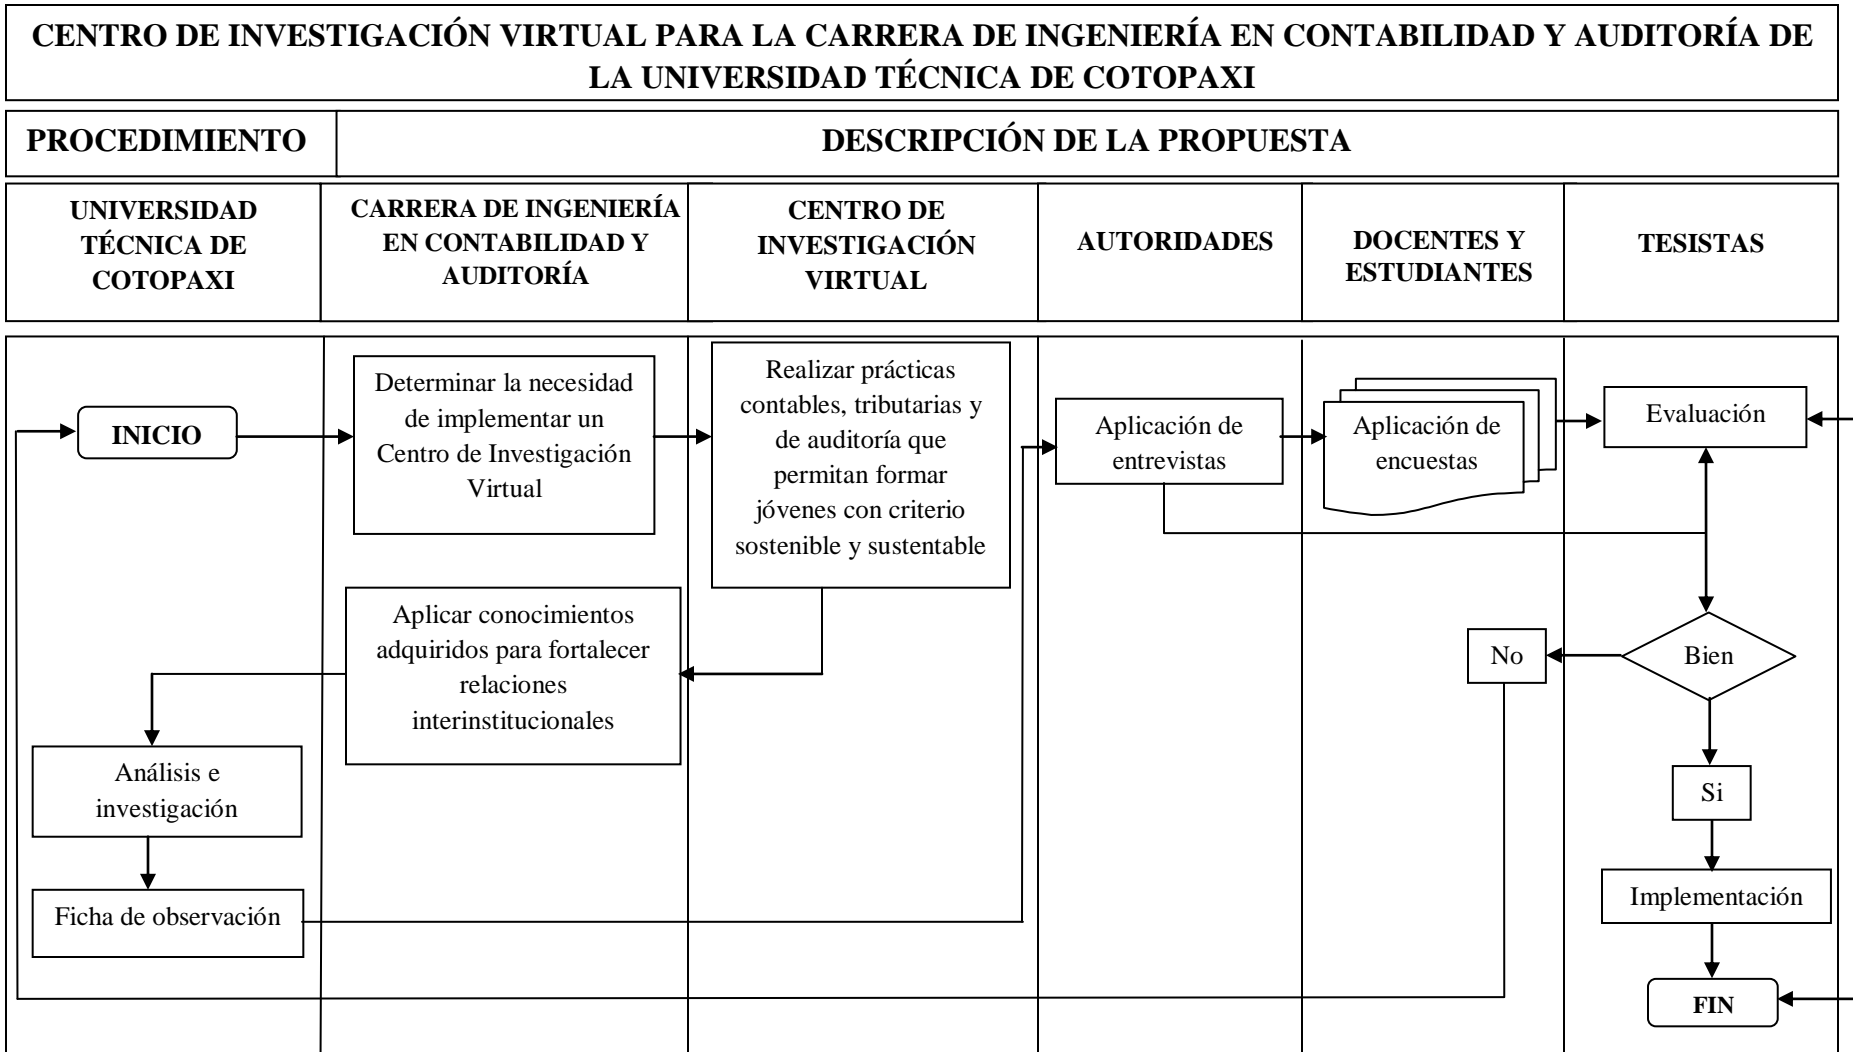 CENTRO DE INVESTIGACIÓN VIRTUAL PARA LA CARRERA DE INGENIERÍA EN CONTABILIDAD Y AUDITORÍA DE
LA UNIVERSIDAD TÉCNICA DE COTOPAXI
PROCEDIMIENTO
DESCRIPCIÓN DE LA PROPUESTA
UNIVERSIDAD
TÉCNICA DE
COTOPAXI
CARRERA DE INGENIERÍA
EN CONTABILIDAD Y
AUDITORÍA
CENTRO DE
INVESTIGACIÓN
VIRTUAL
AUTORIDADES
DOCENTES Y
ESTUDIANTES
TESISTAS
INICIO
Determinar la necesidad
de implementar un
Centro de Investigación
Virtual
Realizar prácticas
contables, tributarias y
de auditoría que
permitan formar
jóvenes con criterio
sostenible y sustentable
Aplicación de
entrevistas
Aplicación de
encuestas
Evaluación
Aplicar conocimientos
adquiridos para fortalecer
relaciones
interinstitucionales
No
Bien
Análisis e
investigación
Si
Ficha de observación
Implementación
FIN